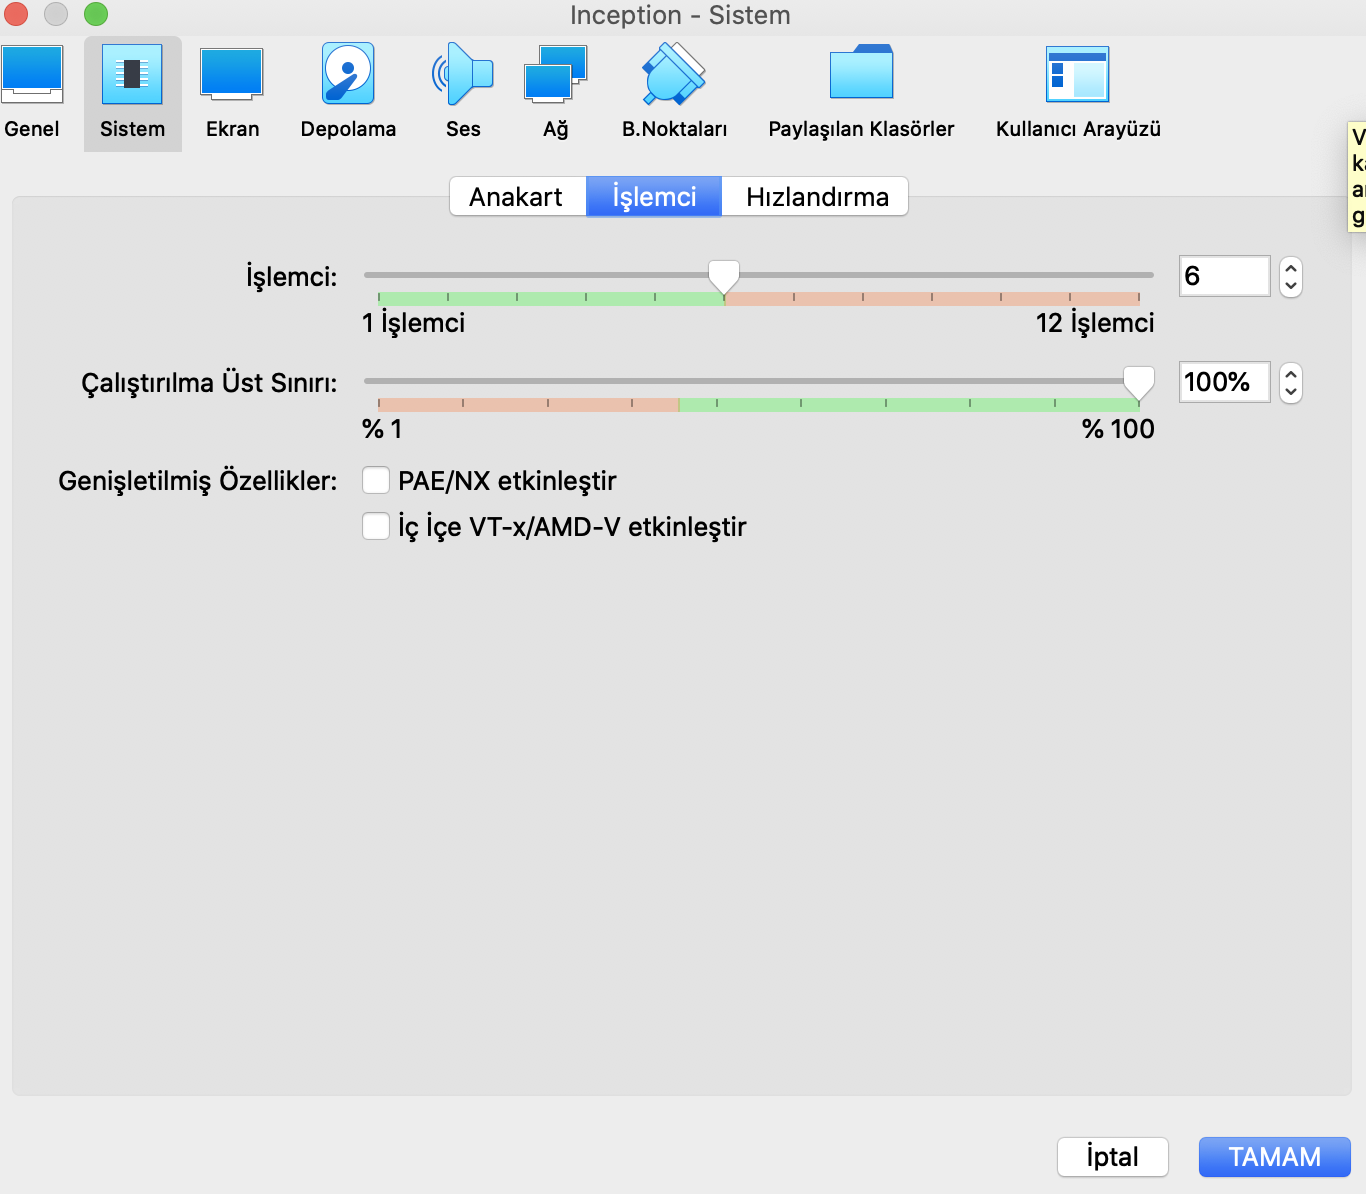 Inception - Sistem
Genel Sistem Ekran Depolama Ses Ağ B.Noktaları Paylaşılan Klasörler Kullanıcı Arayüzü
Anakart İşlemci Hızlandırma
İşlemci: 6
1 İşlemci 12 İşlemci
Çalıştırılma Üst Sınırı: 100%
% 1 % 100
Genişletilmiş Özellikler: PAE/NX etkinleştir
İç İçe VT-x/AMD-V etkinleştir
İptal TAMAM